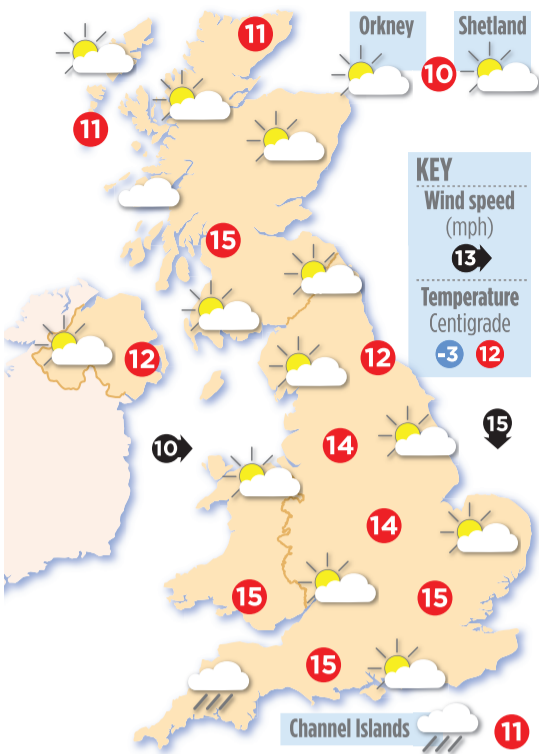 11
Orkney
Shetland
10
11
KEY
Wind speed
(mph)
13
15
Temperature
Centigrade
-3 12
12
12
15
10
14
14
15
15
15
Channel Islands
11